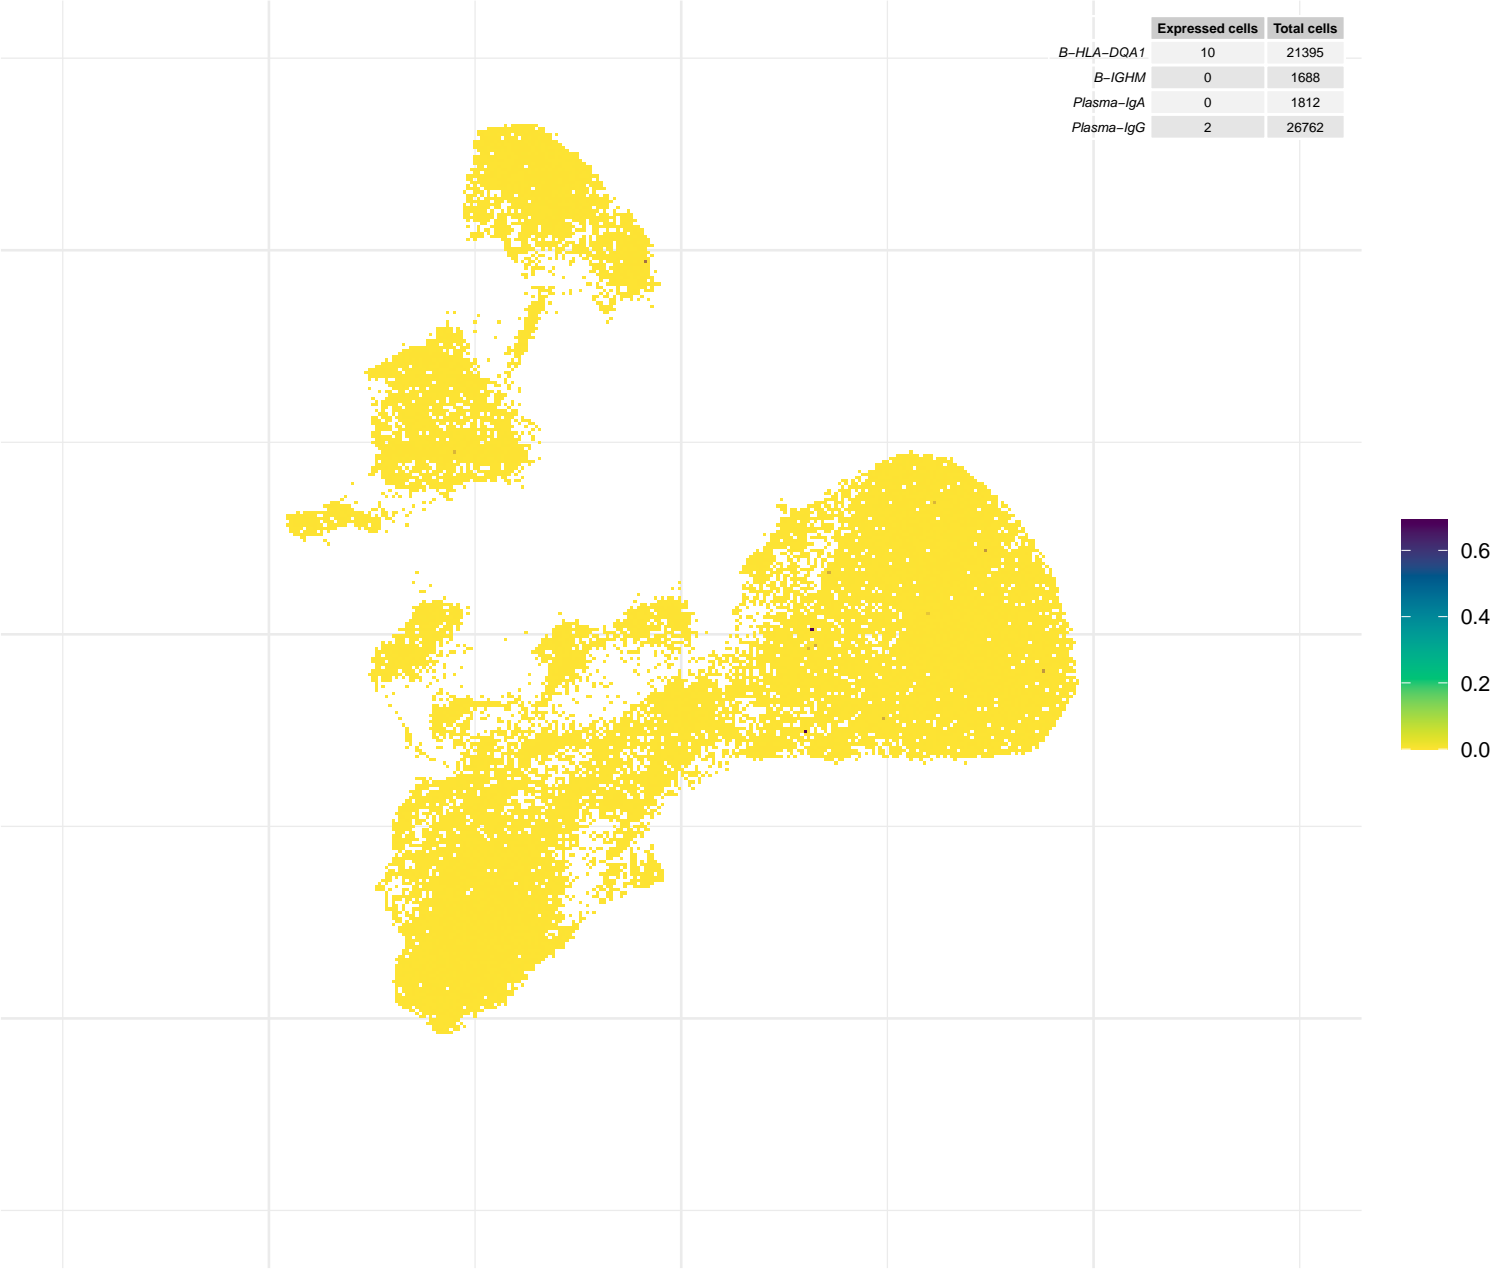 Expressed cells Total cells
B−HLA−DQA1 10 21395
B−IGHM 0 1688
Plasma−IgA 0 1812
Plasma−IgG 2 26762
0.6
0.4
0.2
0.0